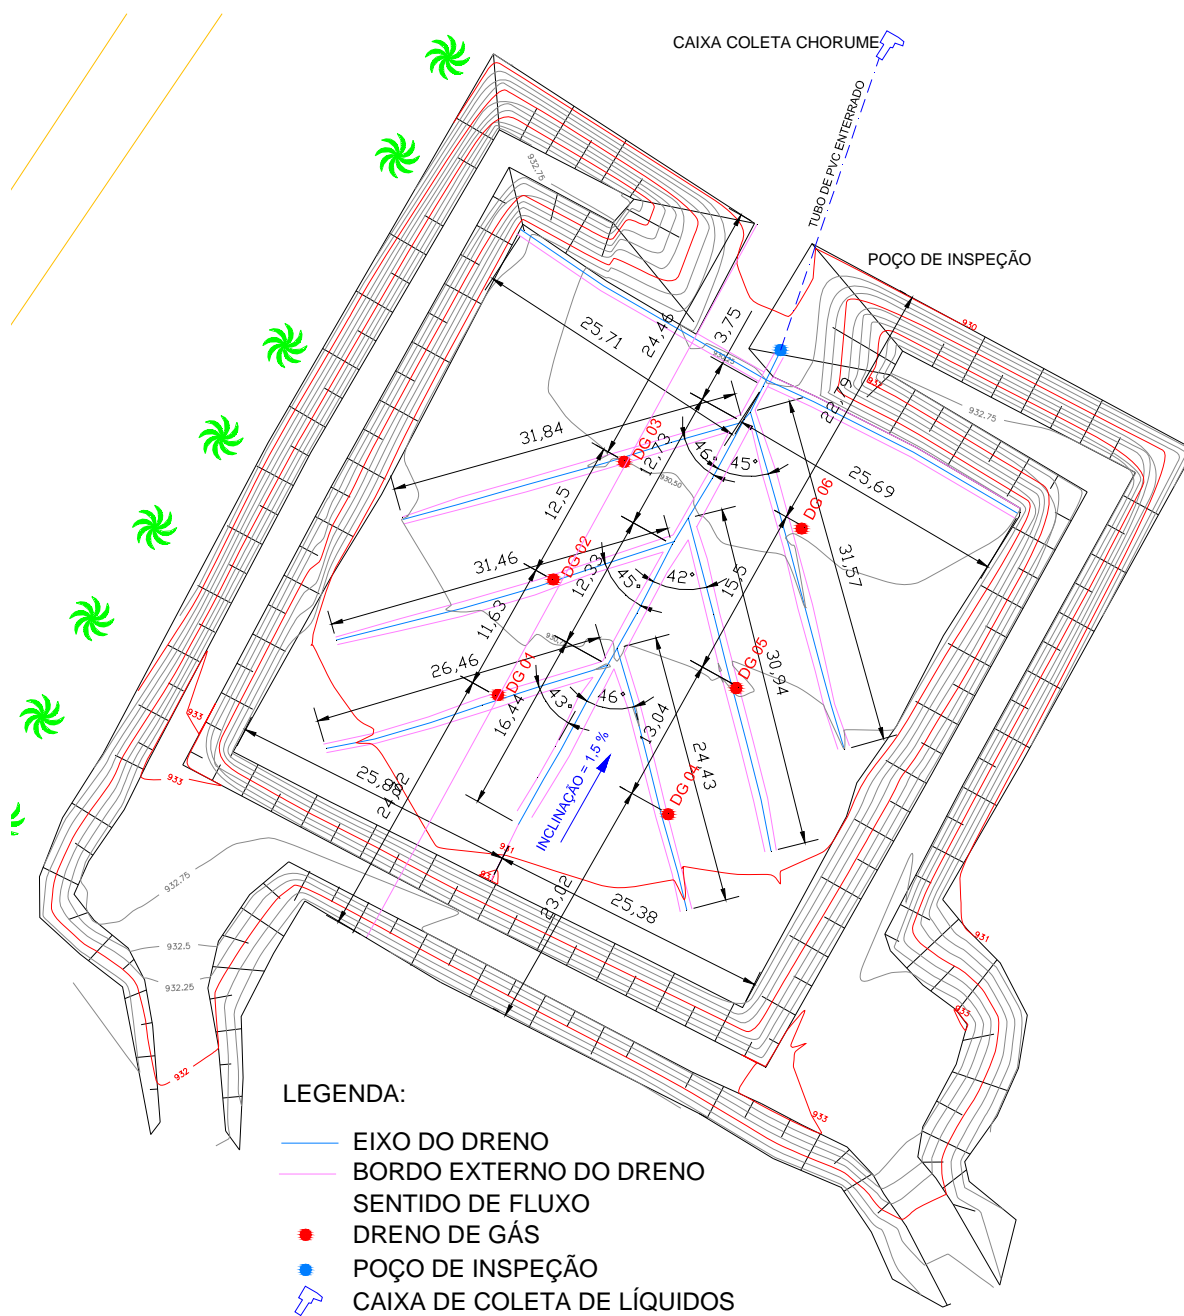 CAIXA COLETA CHORUME
TUBO DE PVC ENTERRADO
POÇO DE INSPEÇÃO
932.75
930
932
932.75
25,71
24,46
3,75
22,79
31,84
DG 03
12,73
46°
45°
25,69
930.50
12,5
DG 06
31,46
DG 02
12,33
45°
42°
15,5
31,57
11,63
26,46
DG 01
DG 05
30,94
16,44
43°
46°
13,04
24,43
933
933
24,82
INCLINAÇÃO = 1.5 %
DG 04
931
932.75
23,02
25,38
932.5
932.25
931
933
932
933
LEGENDA:
EIXO DO DRENO
BORDO EXTERNO DO DRENO
SENTIDO DE FLUXO
DRENO DE GÁS
POÇO DE INSPEÇÃO
CAIXA DE COLETA DE LÍQUIDOS